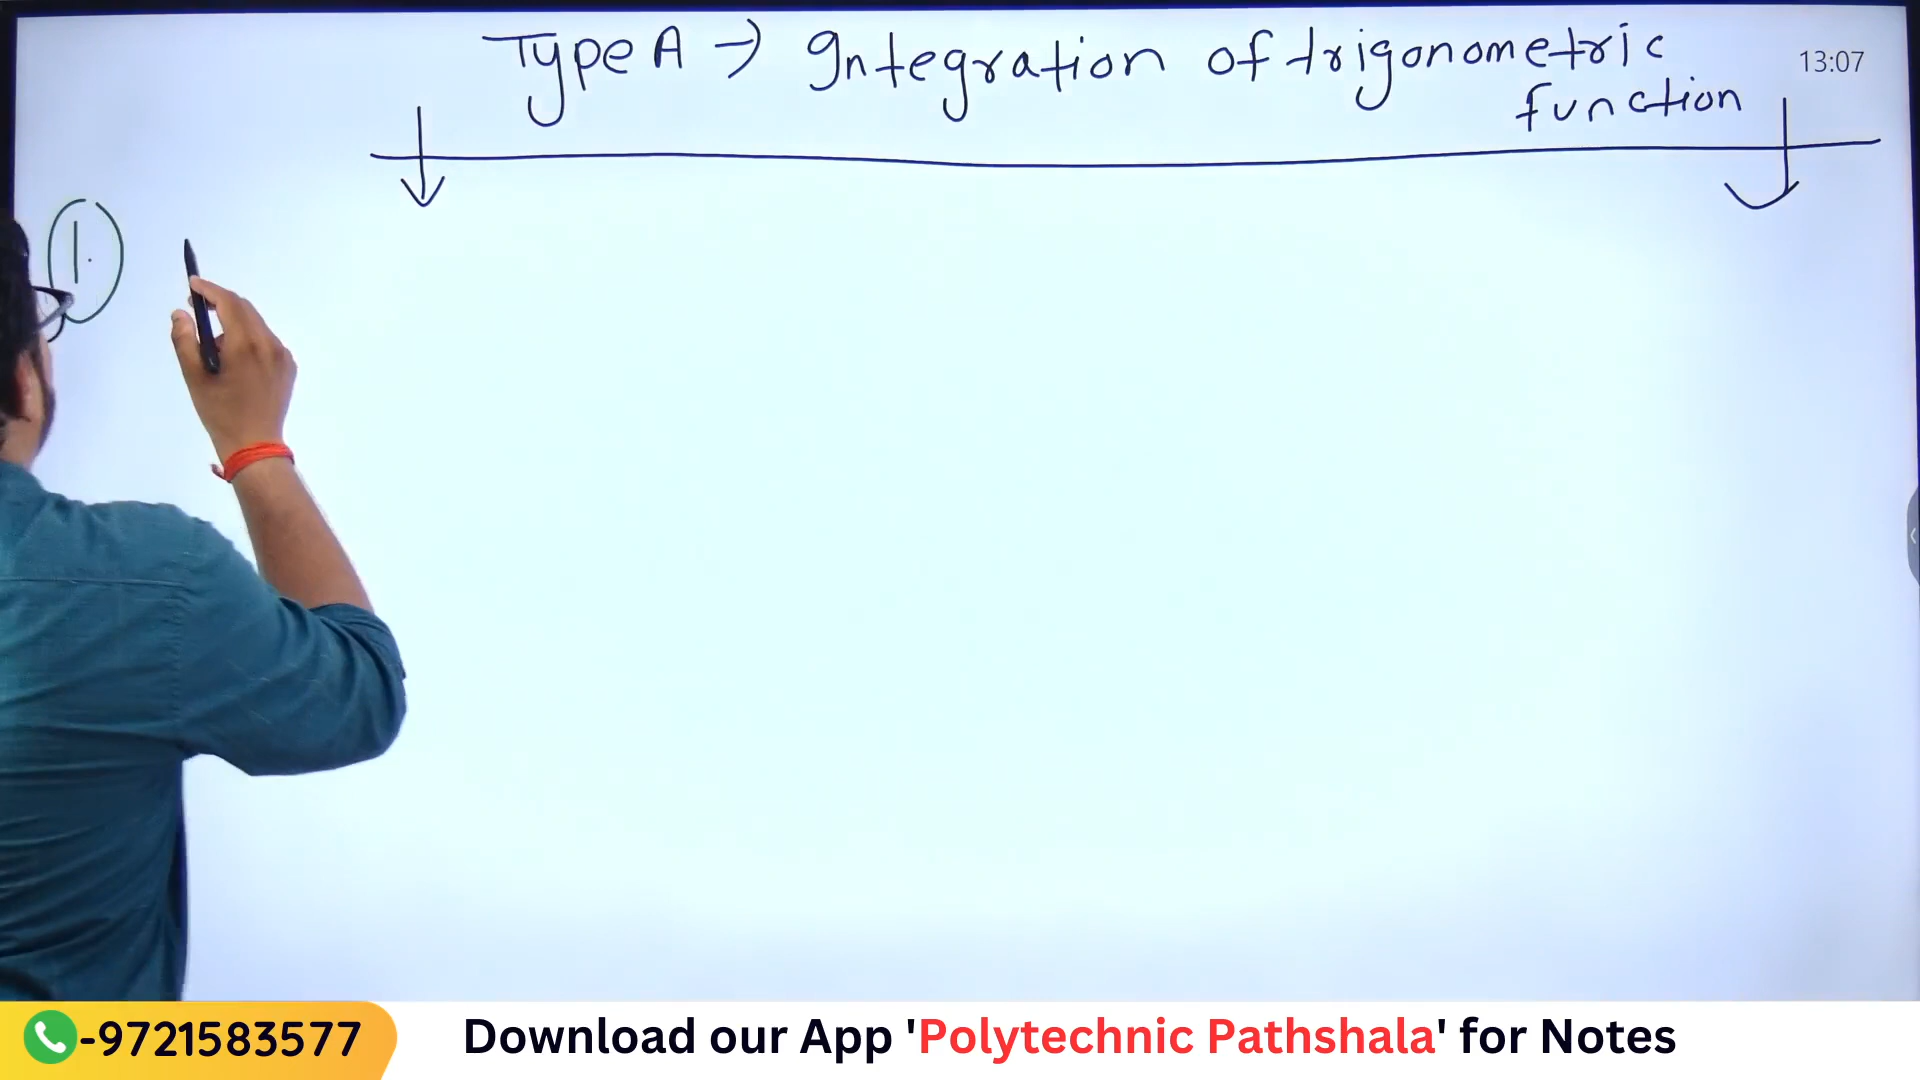 Type A → Integration of trigonometric
function
13:07
1.
-9721583577
Download our App 'Polytechnic Pathshala' for Notes